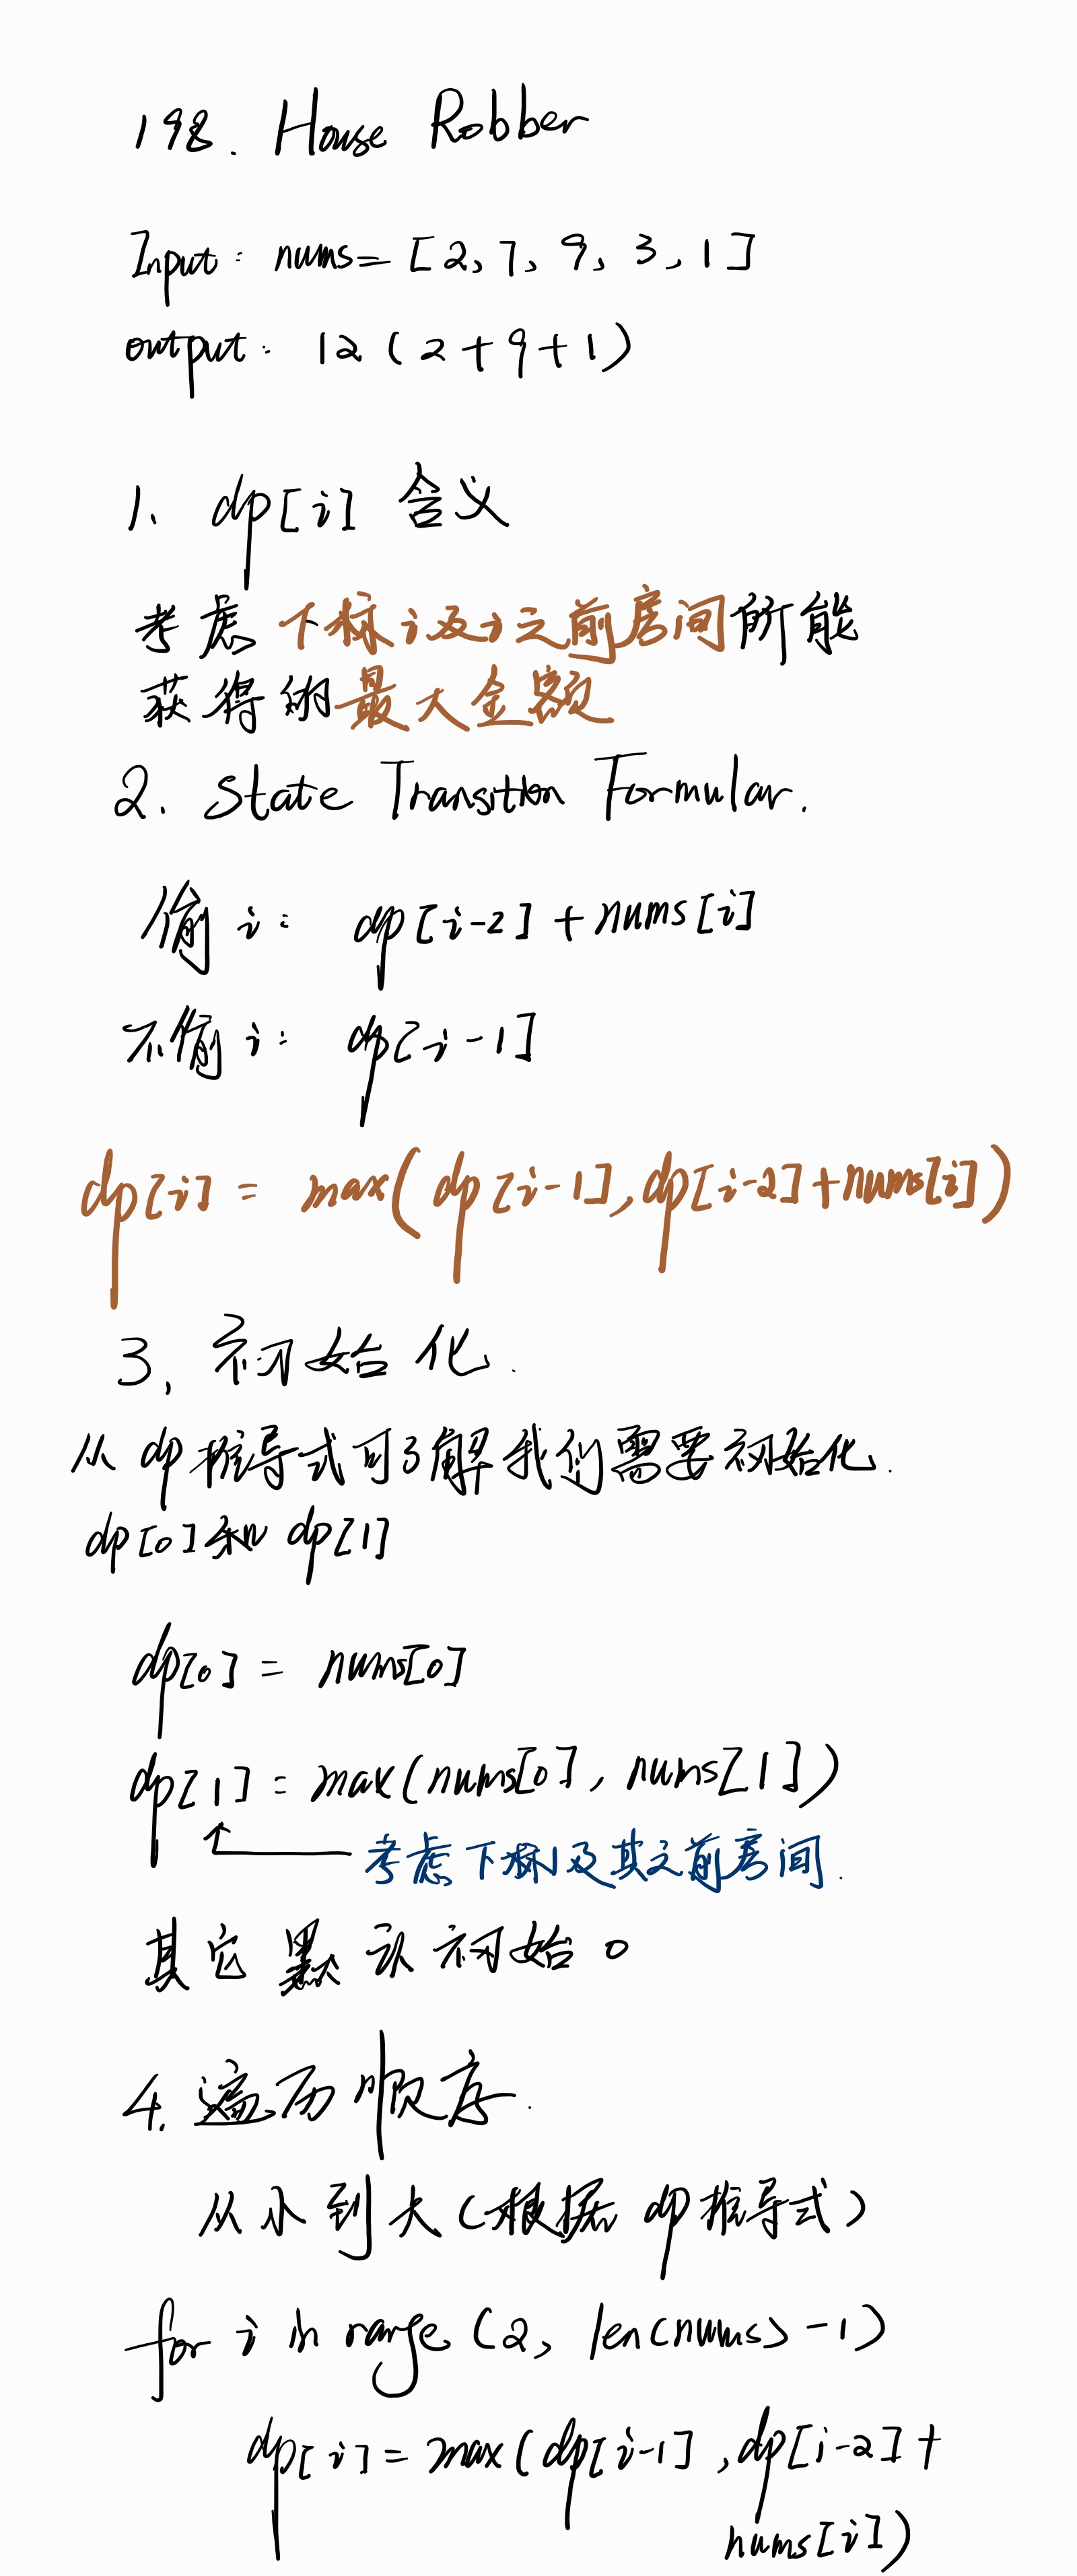 198. House Robber
Input: nums = [2, 7, 9, 3, 1]
output: 12 (2+9+1)
1、 dp[i] 含义
考虑 下标i及i之前房间所能
获得的最大金额
2. State Transition Formular.
偷 i: dp[i-2] + nums[i]
不偷 i: dp[i-1]
dp[i] = max( dp[i-1], dp[i-2]+nums[i])
3, 初始化.
从 dp 推导式可了解我们需要初始化.
dp[0] 和 dp[1]
dp[0] = nums[0]
dp[1] = max(nums[0], nums[1])
考虑下标1及其之前房间.
其它 默认初始 0
4. 遍历顺序.
从小到大(根据 dp 推导式)
for i in range (2, len(nums) -1)
dp[i] = max(dp[i-1], dp[i-2] +
nums[i])